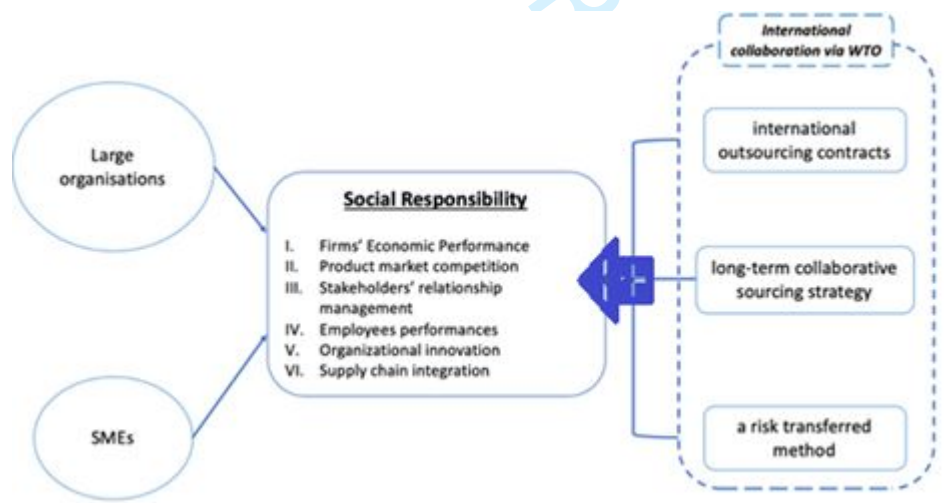 International
collaboration via WTO
Large
organisations
Social Responsibility
I. Firms' Economic Performance
II. Product market competition
III. Stakeholders' relationship
management
IV. Employees performances
V. Organizational innovation
VI. Supply chain integration
SMEs
international
outsourcing contracts
long-term collaborative
sourcing strategy
a risk transferred
method